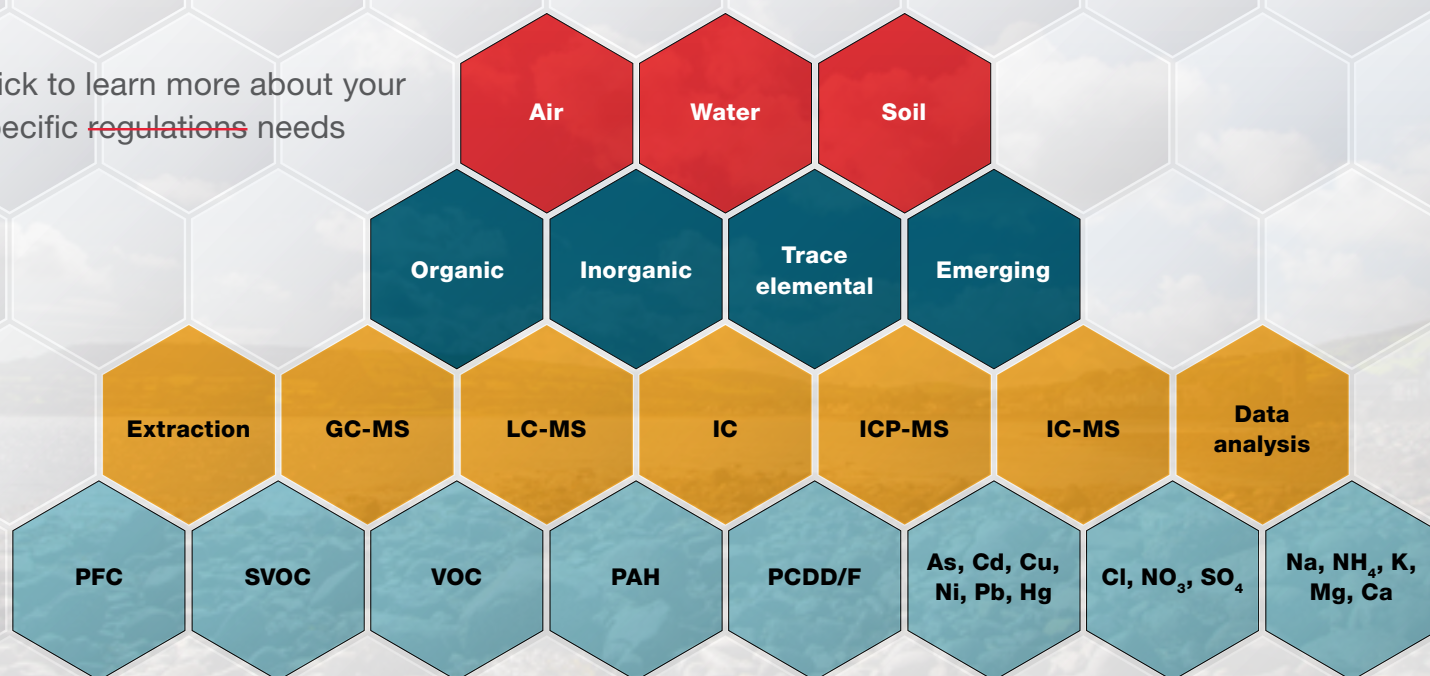 ick to learn more about your
ecific regulations needs
Air
Water
Soil
Organic
Inorganic
Trace
elemental
Emerging
Extraction
GC-MS
LC-MS
IC
ICP-MS
IC-MS
Data
analysis
PFC
SVOC
VOC
PAH
PCDD/F
As, Cd, Cu,
Ni, Pb, Hg
Cl, NO₃, SO₄
Na, NH₄, K,
Mg, Ca